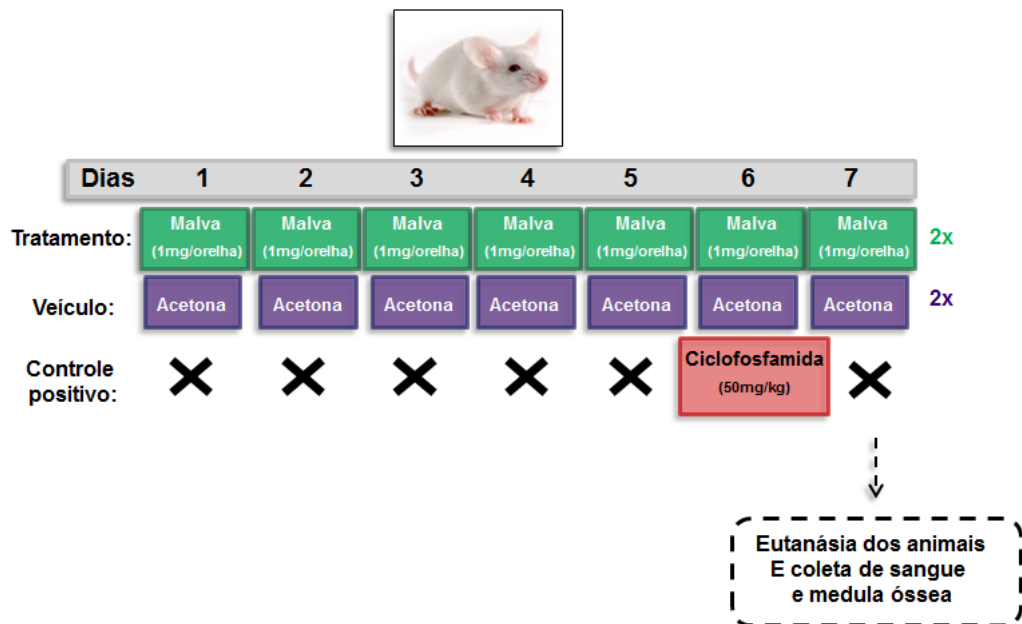 Dias 1 2 3 4 5 6 7
Tratamento:
Malva Malva Malva Malva Malva Malva Malva
(1mg/orelha) (1mg/orelha) (1mg/orelha) (1mg/orelha) (1mg/orelha) (1mg/orelha) (1mg/orelha)
2x
Veículo:
Acetona Acetona Acetona Acetona Acetona Acetona Acetona
2x
Controle
positivo:
Ciclofosfamida
(50mg/kg)
Eutanásia dos animais
E coleta de sangue
e medula óssea